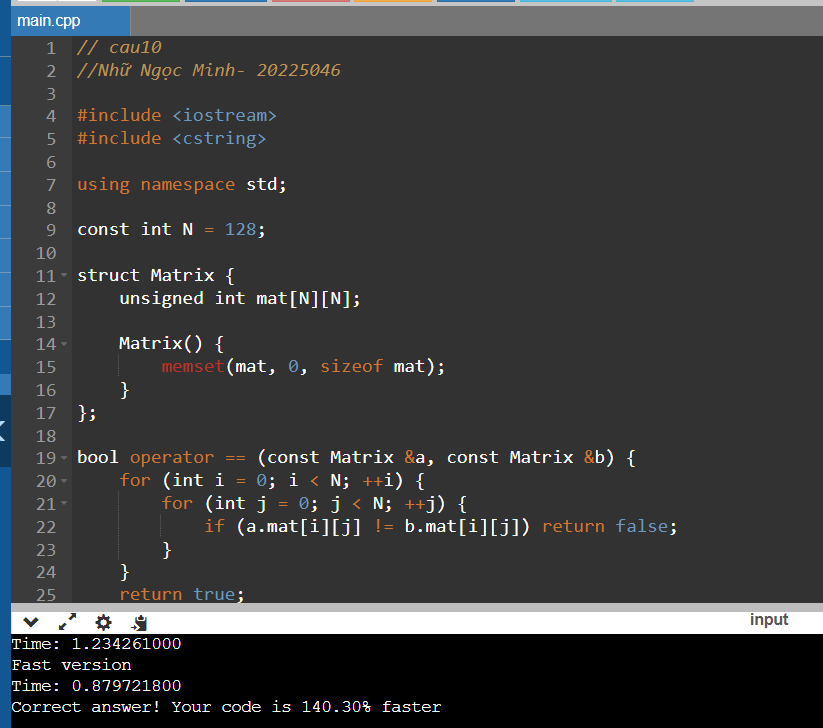 main.cpp
1 // cau10
2 //Nhữ Ngọc Minh- 20225046
3
4 #include <iostream>
5 #include <cstring>
6
7 using namespace std;
8
9 const int N = 128;
10
11 struct Matrix {
12     unsigned int mat[N][N];
13
14     Matrix() {
15         memset(mat, 0, sizeof mat);
16     }
17 };
18
19 bool operator == (const Matrix &a, const Matrix &b) {
20     for (int i = 0; i < N; ++i) {
21         for (int j = 0; j < N; ++j) {
22             if (a.mat[i][j] != b.mat[i][j]) return false;
23         }
24     }
25     return true;
input
Time: 1.234261000
Fast version
Time: 0.879721800
Correct answer! Your code is 140.30% faster